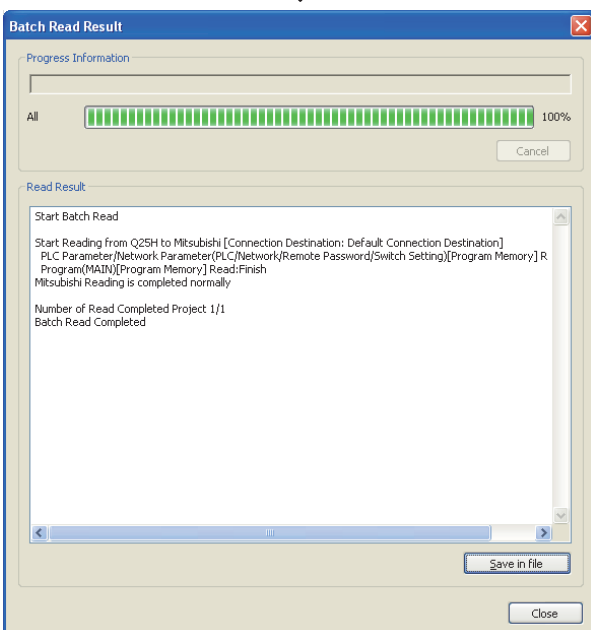 Batch Read Result
Progress Information
All 100%
Cancel
Read Result
Start Batch Read
Start Reading from Q25H to Mitsubishi [Connection Destination: Default Connection Destination]
PLC Parameter/Network Parameter(PLC/Network/Remote Password/Switch Setting)[Program Memory] R
Program(MAIN)[Program Memory] Read:Finish
Mitsubishi Reading is completed normally
Number of Read Completed Project 1/1
Batch Read Completed
Save in file
Close